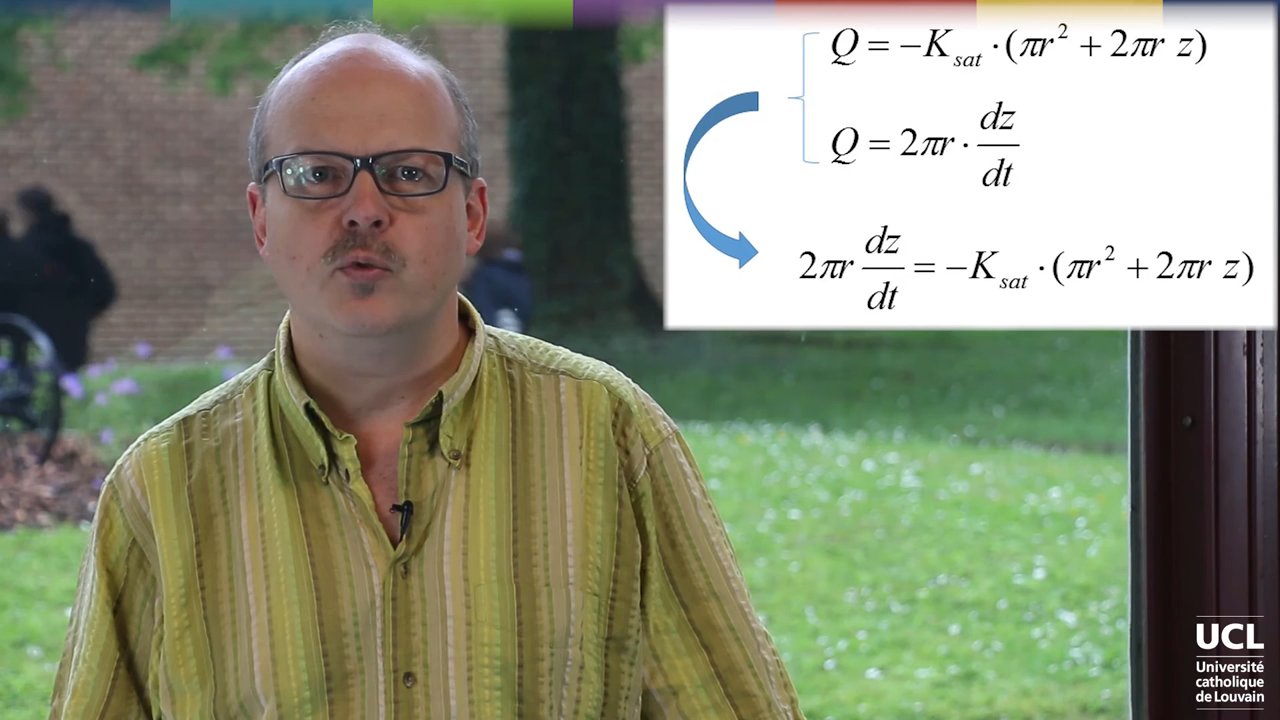 Q = −K_sat · (πr² + 2πr z)
Q = 2πr · dz/dt
2πr dz/dt = −K_sat · (πr² + 2πr z)
UCL
Université
catholique
de Louvain